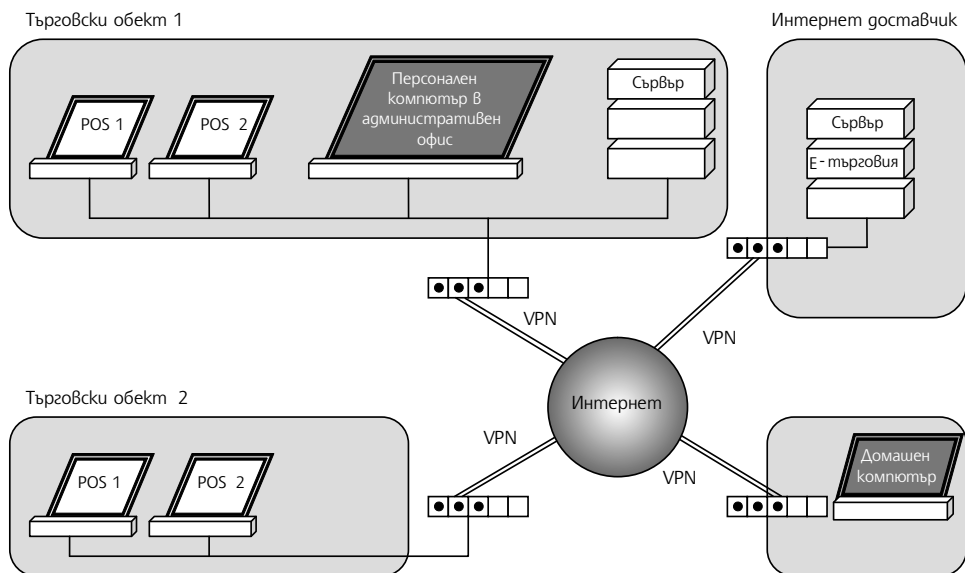 Търговски обект 1
Интернет доставчик
POS 1
POS 2
Персонален
компютър в
административен
офис
Сървър
Сървър
Е-търговия
VPN
VPN
Интернет
Търговски обект 2
POS 1
POS 2
VPN
VPN
Домашен
компютър